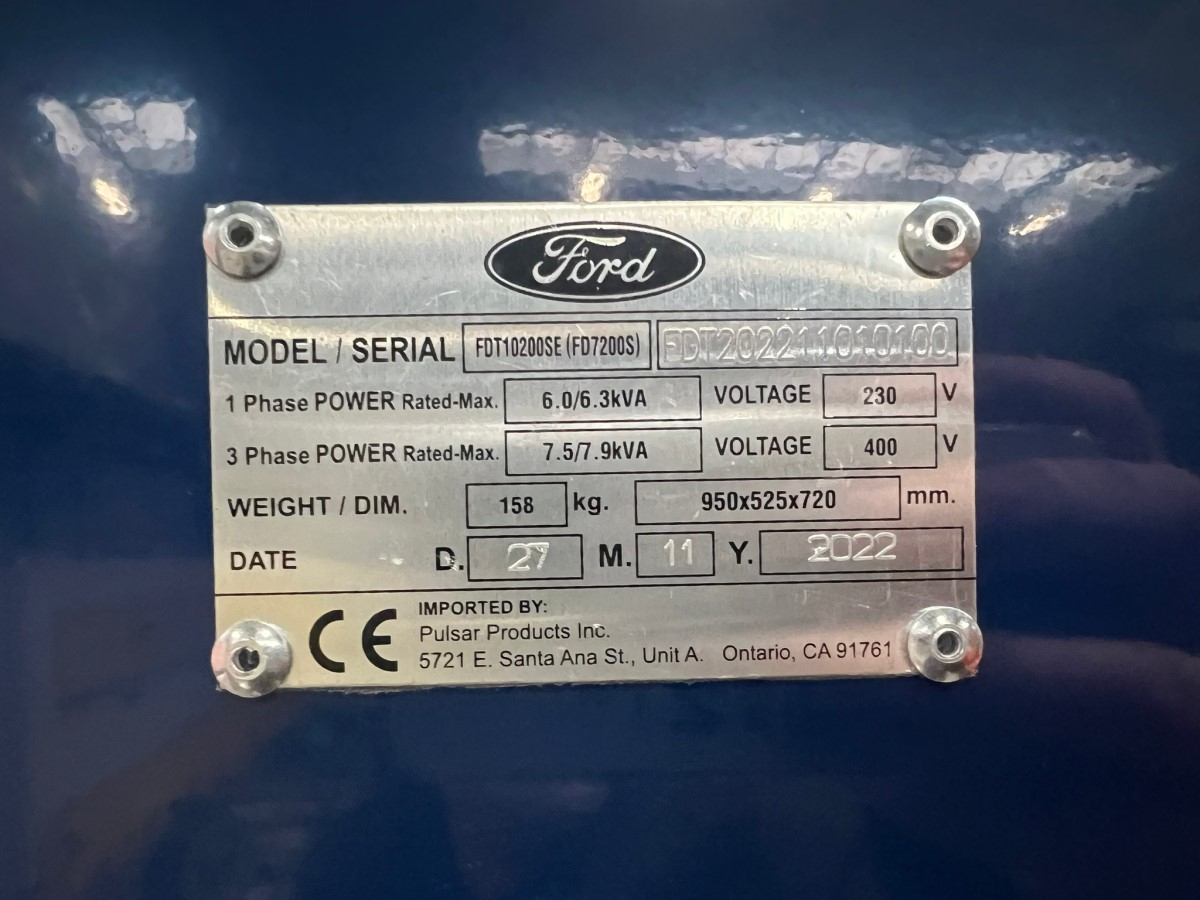 Ford
MODEL / SERIAL FDT10200SE (FD7200S) FDT202211010100
1 Phase POWER Rated-Max. 6.0/6.3kVA VOLTAGE 230 V
3 Phase POWER Rated-Max. 7.5/7.9kVA VOLTAGE 400 V
WEIGHT / DIM. 158 kg. 950x525x720 mm.
DATE D. 27 M. 11 Y. 2022
CE
IMPORTED BY:
Pulsar Products Inc.
5721 E. Santa Ana St., Unit A. Ontario, CA 91761